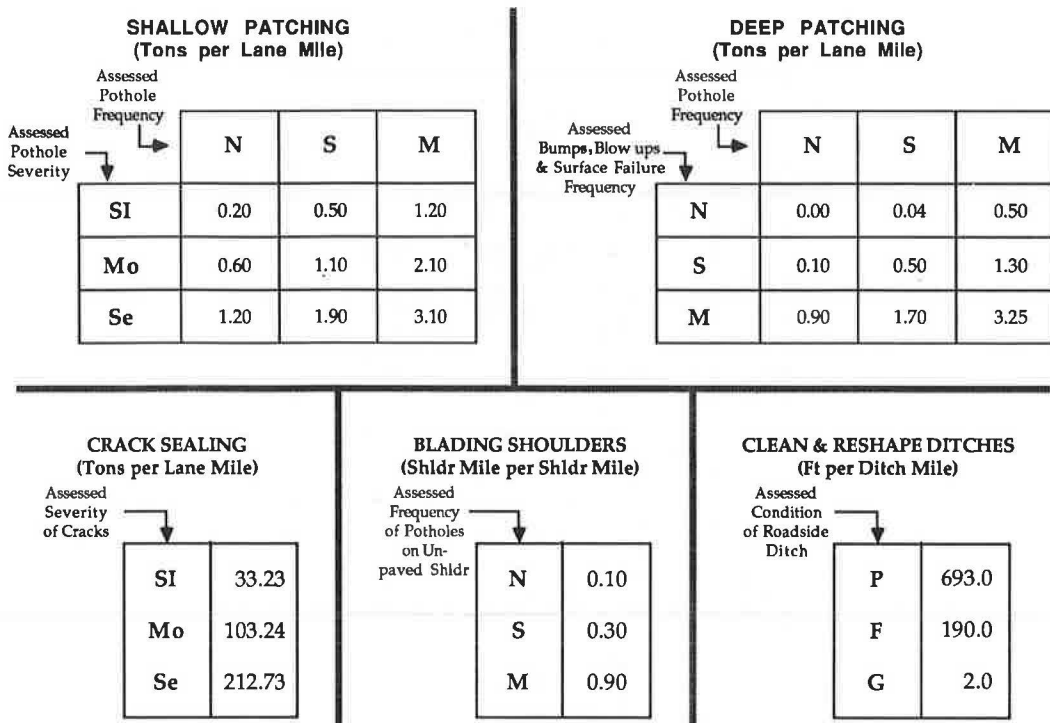 SHALLOW PATCHING
(Tons per Lane Mile)
Assessed
Pothole
Frequency
Assessed
Pothole
Severity
N S M
SI 0.20 0.50 1.20
Mo 0.60 1.10 2.10
Se 1.20 1.90 3.10
DEEP PATCHING
(Tons per Lane Mile)
Assessed
Pothole
Frequency
Assessed
Bumps, Blow ups
& Surface Failure
Frequency
N S M
N 0.00 0.04 0.50
S 0.10 0.50 1.30
M 0.90 1.70 3.25
CRACK SEALING
(Tons per Lane Mile)
Assessed
Severity
of Cracks
SI 33.23
Mo 103.24
Se 212.73
BLADING SHOULDERS
(Shldr Mile per Shldr Mile)
Assessed
Frequency
of Potholes
on Un-
paved Shldr
N 0.10
S 0.30
M 0.90
CLEAN & RESHAPE DITCHES
(Ft per Ditch Mile)
Assessed
Condition
of Roadside
Ditch
P 693.0
F 190.0
G 2.0